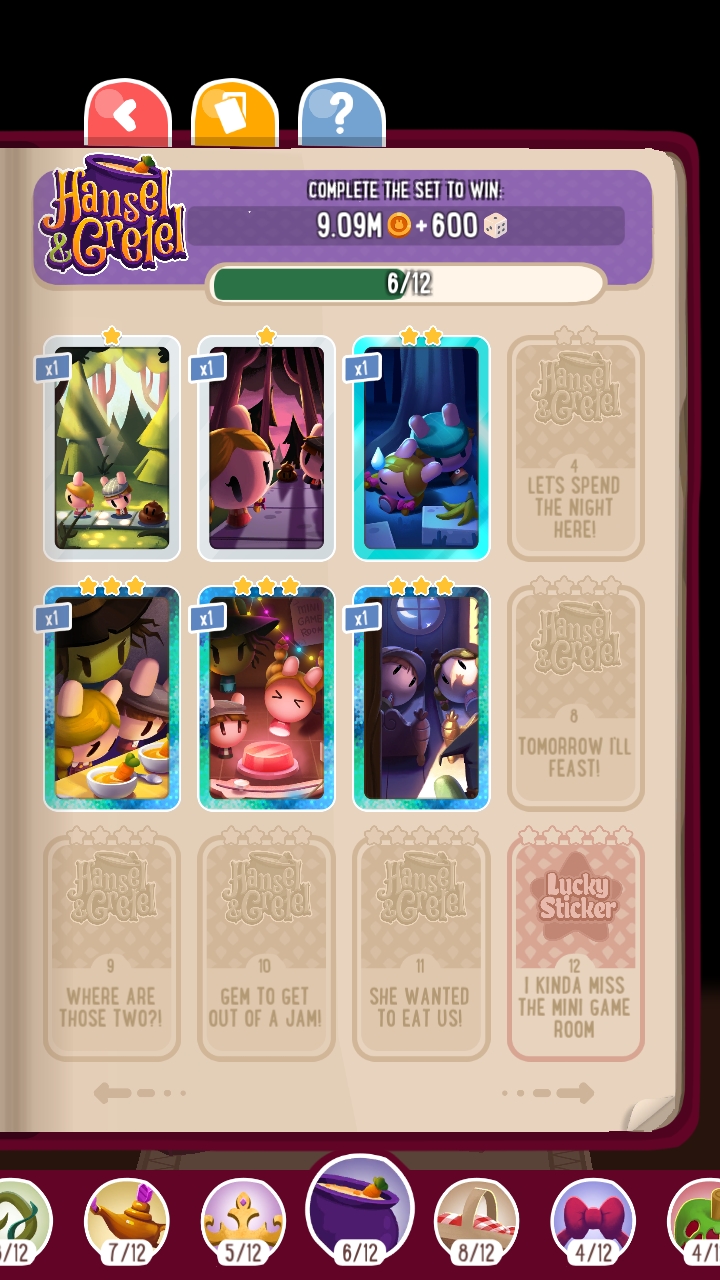 ?
Hansel
& Gretel
COMPLETE THE SET TO WIN:
9.09M + 600
6/12
x1
x1
x1
Hansel
& Gretel
4
LET'S SPEND
THE NIGHT
HERE!
x1
x1
x1
MINI
GAME
ROOM
Hansel
& Gretel
8
TOMORROW I'LL
FEAST!
Hansel
& Gretel
9
WHERE ARE
THOSE TWO?!
Hansel
& Gretel
10
GEM TO GET
OUT OF A JAM!
Hansel
& Gretel
11
SHE WANTED
TO EAT US!
Lucky
Sticker
12
I KINDA MISS
THE MINI GAME
ROOM
/12
7/12
5/12
6/12
8/12
4/12
4/1